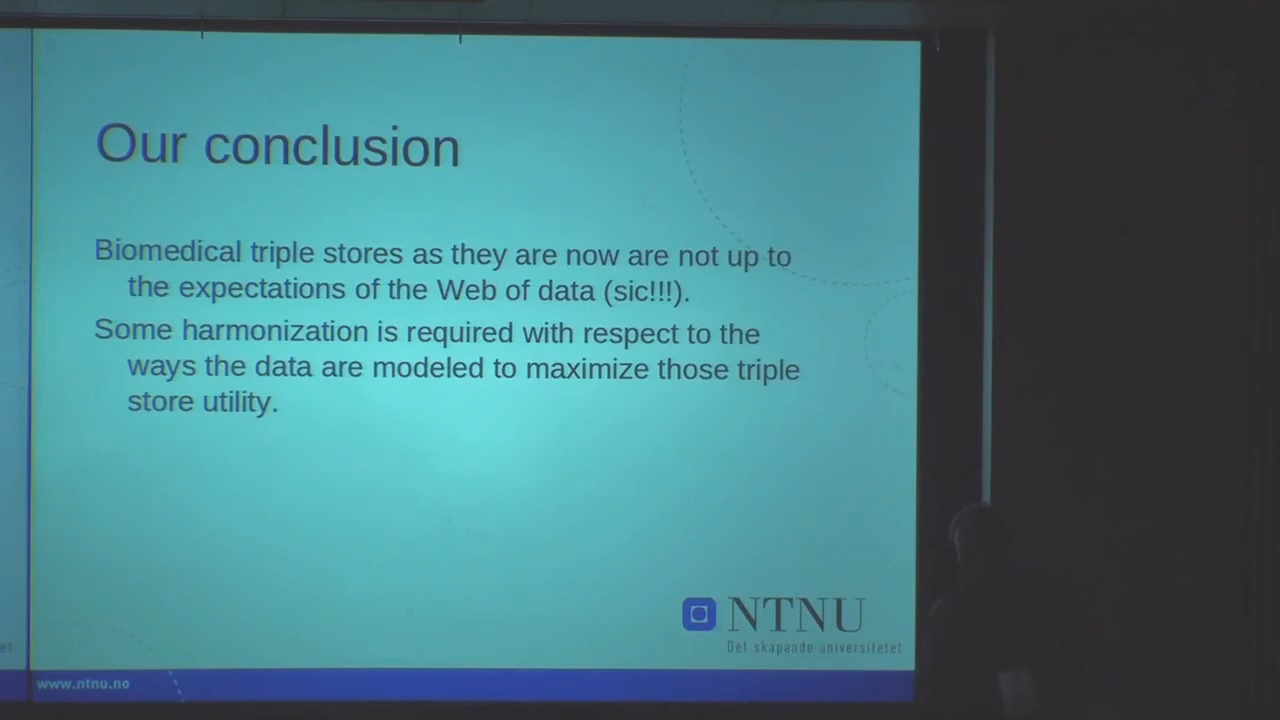 Our conclusion
Biomedical triple stores as they are now are not up to
the expectations of the Web of data (sic!!!).
Some harmonization is required with respect to the
ways the data are modeled to maximize those triple
store utility.
NTNU
Det skapande universitetet
www.ntnu.no